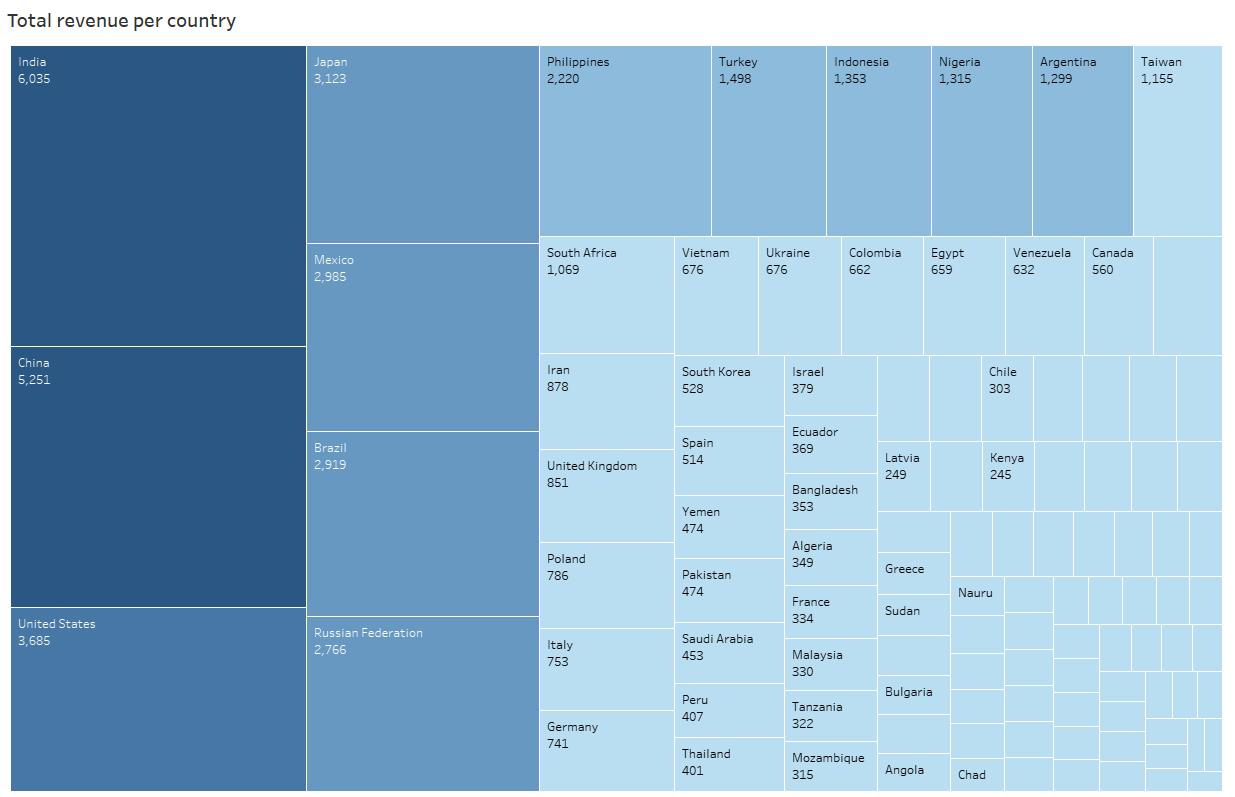 Total revenue per country
India
6,035
China
5,251
United States
3,685
Japan
3,123
Mexico
2,985
Brazil
2,919
Russian Federation
2,766
Philippines
2,220
Turkey
1,498
Indonesia
1,353
Nigeria
1,315
Argentina
1,299
Taiwan
1,155
South Africa
1,069
Iran
878
United Kingdom
851
Poland
786
Italy
753
Germany
741
Vietnam
676
Ukraine
676
Colombia
662
Egypt
659
Venezuela
632
Canada
560
South Korea
528
Spain
514
Yemen
474
Pakistan
474
Saudi Arabia
453
Peru
407
Thailand
401
Israel
379
Ecuador
369
Bangladesh
353
Algeria
349
France
334
Malaysia
330
Tanzania
322
Mozambique
315
Chile
303
Latvia
249
Kenya
245
Greece
Sudan
Bulgaria
Angola
Nauru
Chad